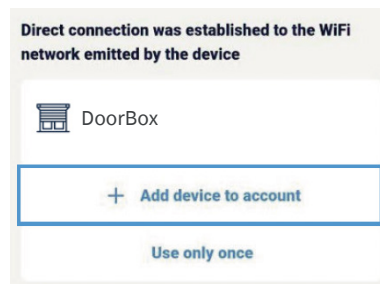 Direct connection was established to the WiFi
network emitted by the device
DoorBox
+ Add device to account
Use only once